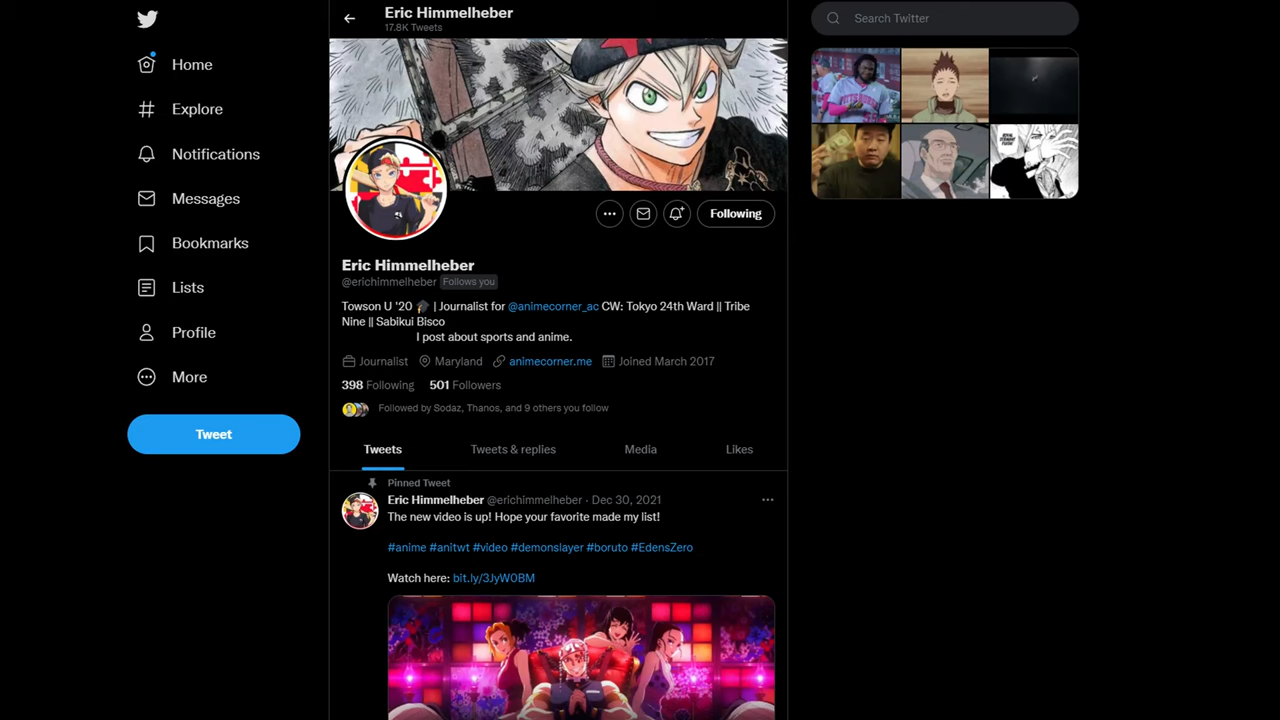 Home
Explore
Notifications
Messages
Bookmarks
Lists
Profile
More
Tweet
Eric Himmelheber
17.8K Tweets
Following
Eric Himmelheber
@erichimmelheber Follows you
Towson U '20 🎓 | Journalist for @animecorner_ac CW: Tokyo 24th Ward || Tribe
Nine || Sabikui Bisco
I post about sports and anime.
Journalist Maryland animecorner.me Joined March 2017
398 Following 501 Followers
Followed by Sodaz, Thanos, and 9 others you follow
Tweets Tweets & replies Media Likes
Pinned Tweet
Eric Himmelheber @erichimmelheber · Dec 30, 2021
The new video is up! Hope your favorite made my list!
#anime #anitwt #video #demonslayer #boruto #EdensZero
Watch here: bit.ly/3JyW0BM
Search Twitter